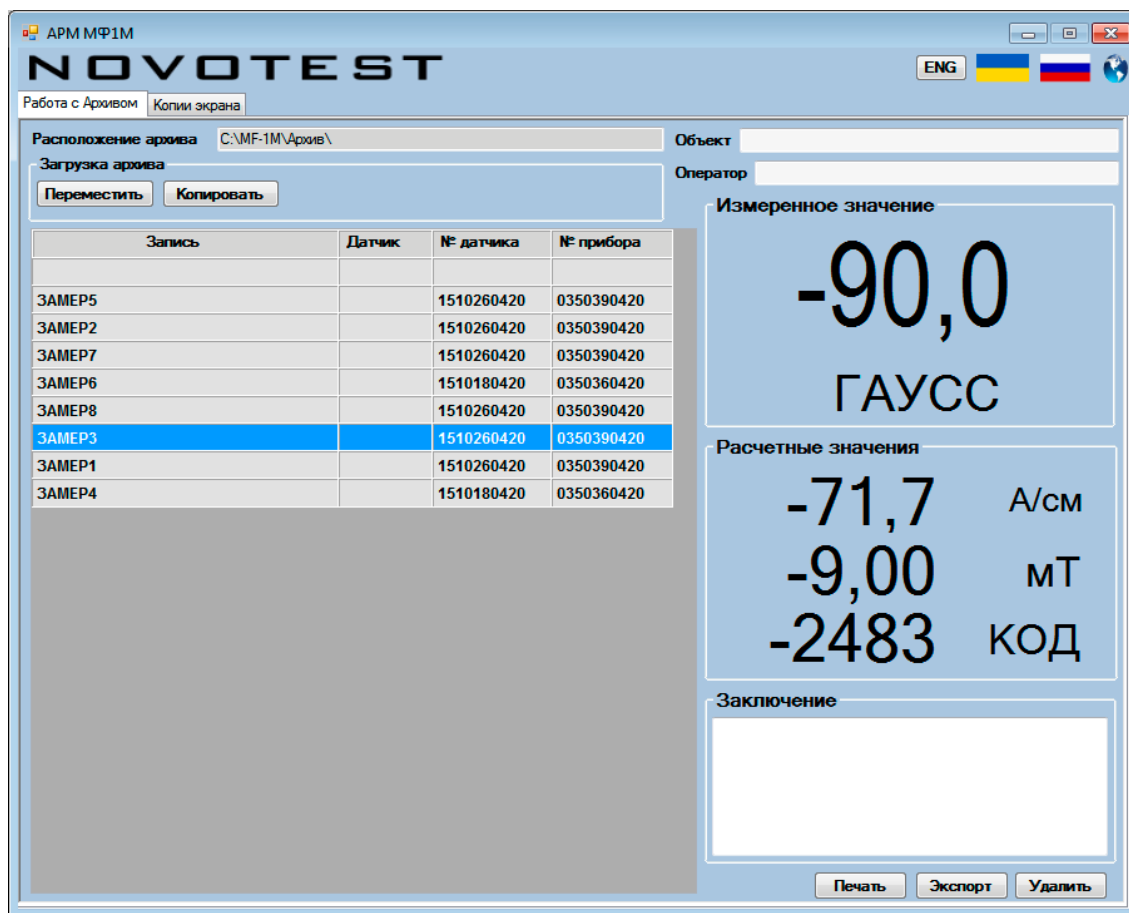 АРМ МФ1М
NOVOTEST
ENG
Работа с Архивом Копии экрана
Расположение архива C:\MF-1M\Архив\
Загрузка архива
Переместить Копировать
Запись Датчик № датчика № прибора
ЗАМЕР5 1510260420 0350390420
ЗАМЕР2 1510260420 0350390420
ЗАМЕР7 1510260420 0350390420
ЗАМЕР6 1510180420 0350360420
ЗАМЕР8 1510260420 0350390420
ЗАМЕР3 1510260420 0350390420
ЗАМЕР1 1510260420 0350390420
ЗАМЕР4 1510180420 0350360420
Объект
Оператор
Измеренное значение
-90,0
ГАУСС
Расчетные значения
-71,7 А/см
-9,00 мТ
-2483 КОД
Заключение
Печать Экспорт Удалить